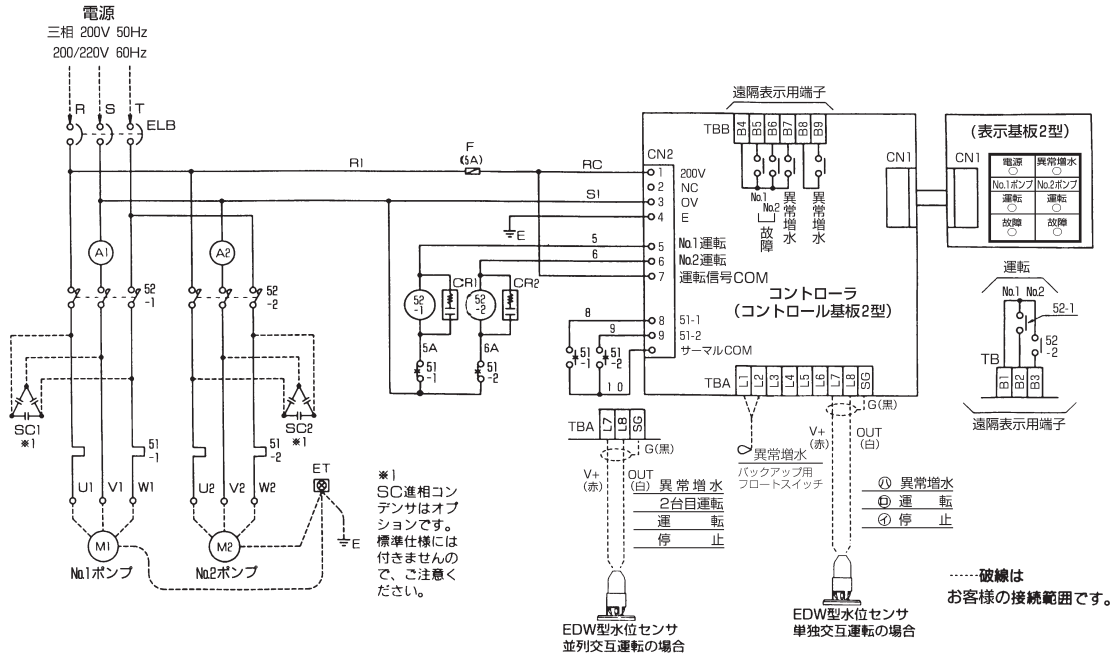 電源
三相 200V 50Hz
200/220V 60Hz
R S T
ELB
R1
F
(5A)
RC
S1
A1
A2
52
-1
52
-2
SC1
※1
SC2
※1
51
-1
51
-2
U1 V1 W1
U2 V2 W2
M1
M2
No.1ポンプ
No.2ポンプ
ET
E
※1
SC進相コン
デンサはオプ
ションです。
標準仕様には
付きませんの
で、ご注意く
ださい。
E
5
6
52
-1
CR1
52
-2
CR2
5A
6A
51
-1
51
-2
8
9
51
-1
51
-2
10
遠隔表示用端子
TBB B4 B5 B6 B7 B8 B9
No.1
No.2
故障
異常増水
異常増水
CN2
1 200V
2 NC
3 OV
4 E
5 No.1運転
6 No.2運転
7 運転信号COM
8 51-1
9 51-2
サーマルCOM
コントローラ
(コントロール基板2型)
CN1
CN1
(表示基板2型)
電源 異常増水
No.1ポンプ No.2ポンプ
運転 運転
故障 故障
運転
No.1 No.2
52-1
52
-2
TB
B1 B2 B3
遠隔表示用端子
TBA L1 L2 L3 L4 L5 L6 L7 L8 SG
G(黒)
V+
(赤)
OUT
(白)
異常増水
バックアップ用
フロートスイッチ
㋩ 異常増水
㋺ 運転
㋑ 停止
EDW型水位センサ
単独交互運転の場合
TBA L7 L8 SG
G(黒)
V+
(赤)
OUT
(白)
異常増水
2台目運転
運転
停止
EDW型水位センサ
並列交互運転の場合
-----破線は
お客様の接続範囲です。